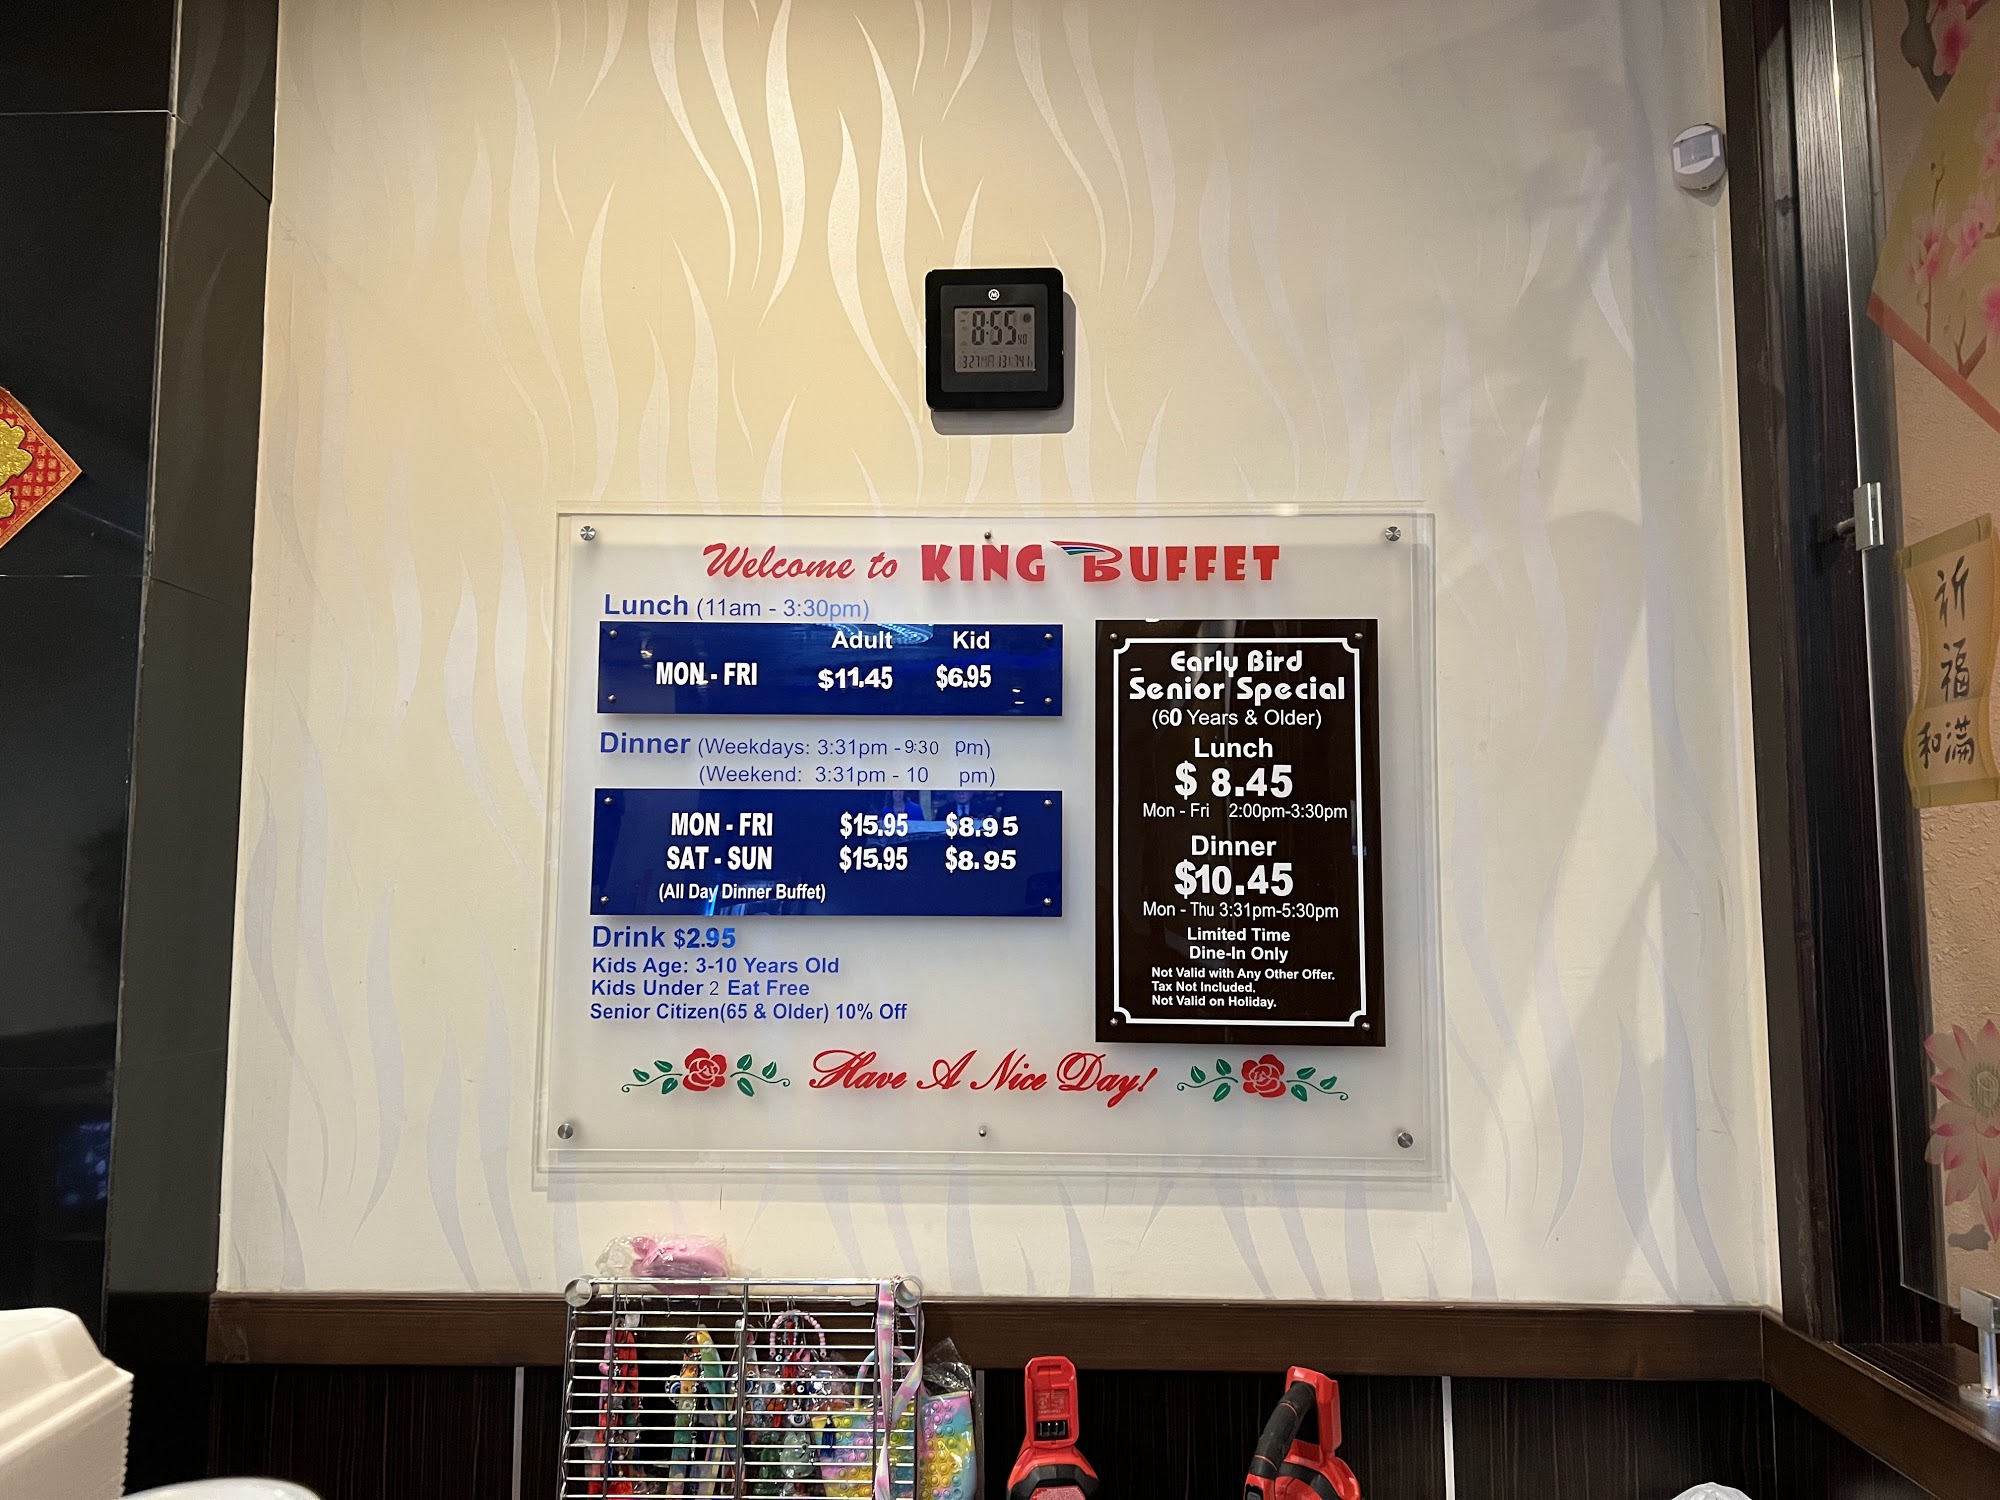 8:55 40
Welcome to KING BUFFET
Lunch (11am - 3:30pm)
Adult Kid
MON - FRI $11.45 $6.95
Dinner (Weekdays: 3:31pm - 9:30 pm)
(Weekend: 3:31pm - 10 pm)
MON - FRI $15.95 $8.95
SAT - SUN $15.95 $8.95
(All Day Dinner Buffet)
Drink $2.95
Kids Age: 3-10 Years Old
Kids Under 2 Eat Free
Senior Citizen(65 & Older) 10% Off
Early Bird
Senior Special
(60 Years & Older)
Lunch
$ 8.45
Mon - Fri 2:00pm-3:30pm
Dinner
$10.45
Mon - Thu 3:31pm-5:30pm
Limited Time
Dine-In Only
Not Valid with Any Other Offer.
Tax Not Included.
Not Valid on Holiday.
Have A Nice Day!
祈福
和滿